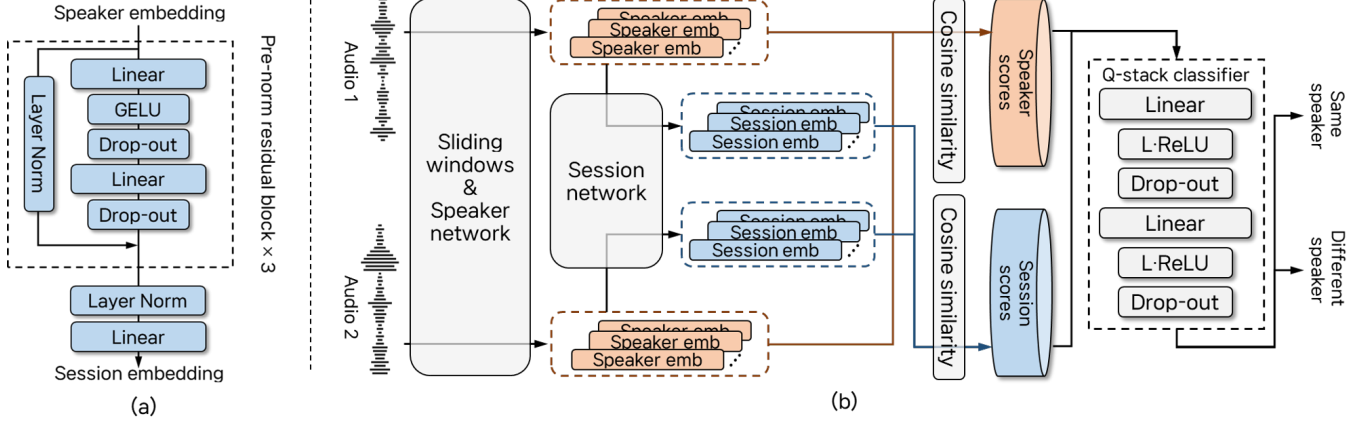 Speaker embedding
Linear
GELU
Drop-out
Linear
Drop-out
Layer Norm
Pre-norm residual block × 3
Layer Norm
Linear
Session embedding
(a)
Audio 1
Audio 2
Sliding
windows
&
Speaker
network
Speaker emb
Speaker emb
Speaker emb
Session
network
Session emb
Session emb
Session emb
Session emb
Session emb
Session emb
Speaker emb
Speaker emb
Speaker emb
Cosine similarity
Cosine similarity
Speaker
scores
Session
scores
Q-stack classifier
Linear
L·ReLU
Drop-out
Linear
L·ReLU
Drop-out
Same
speaker
Different
speaker
(b)